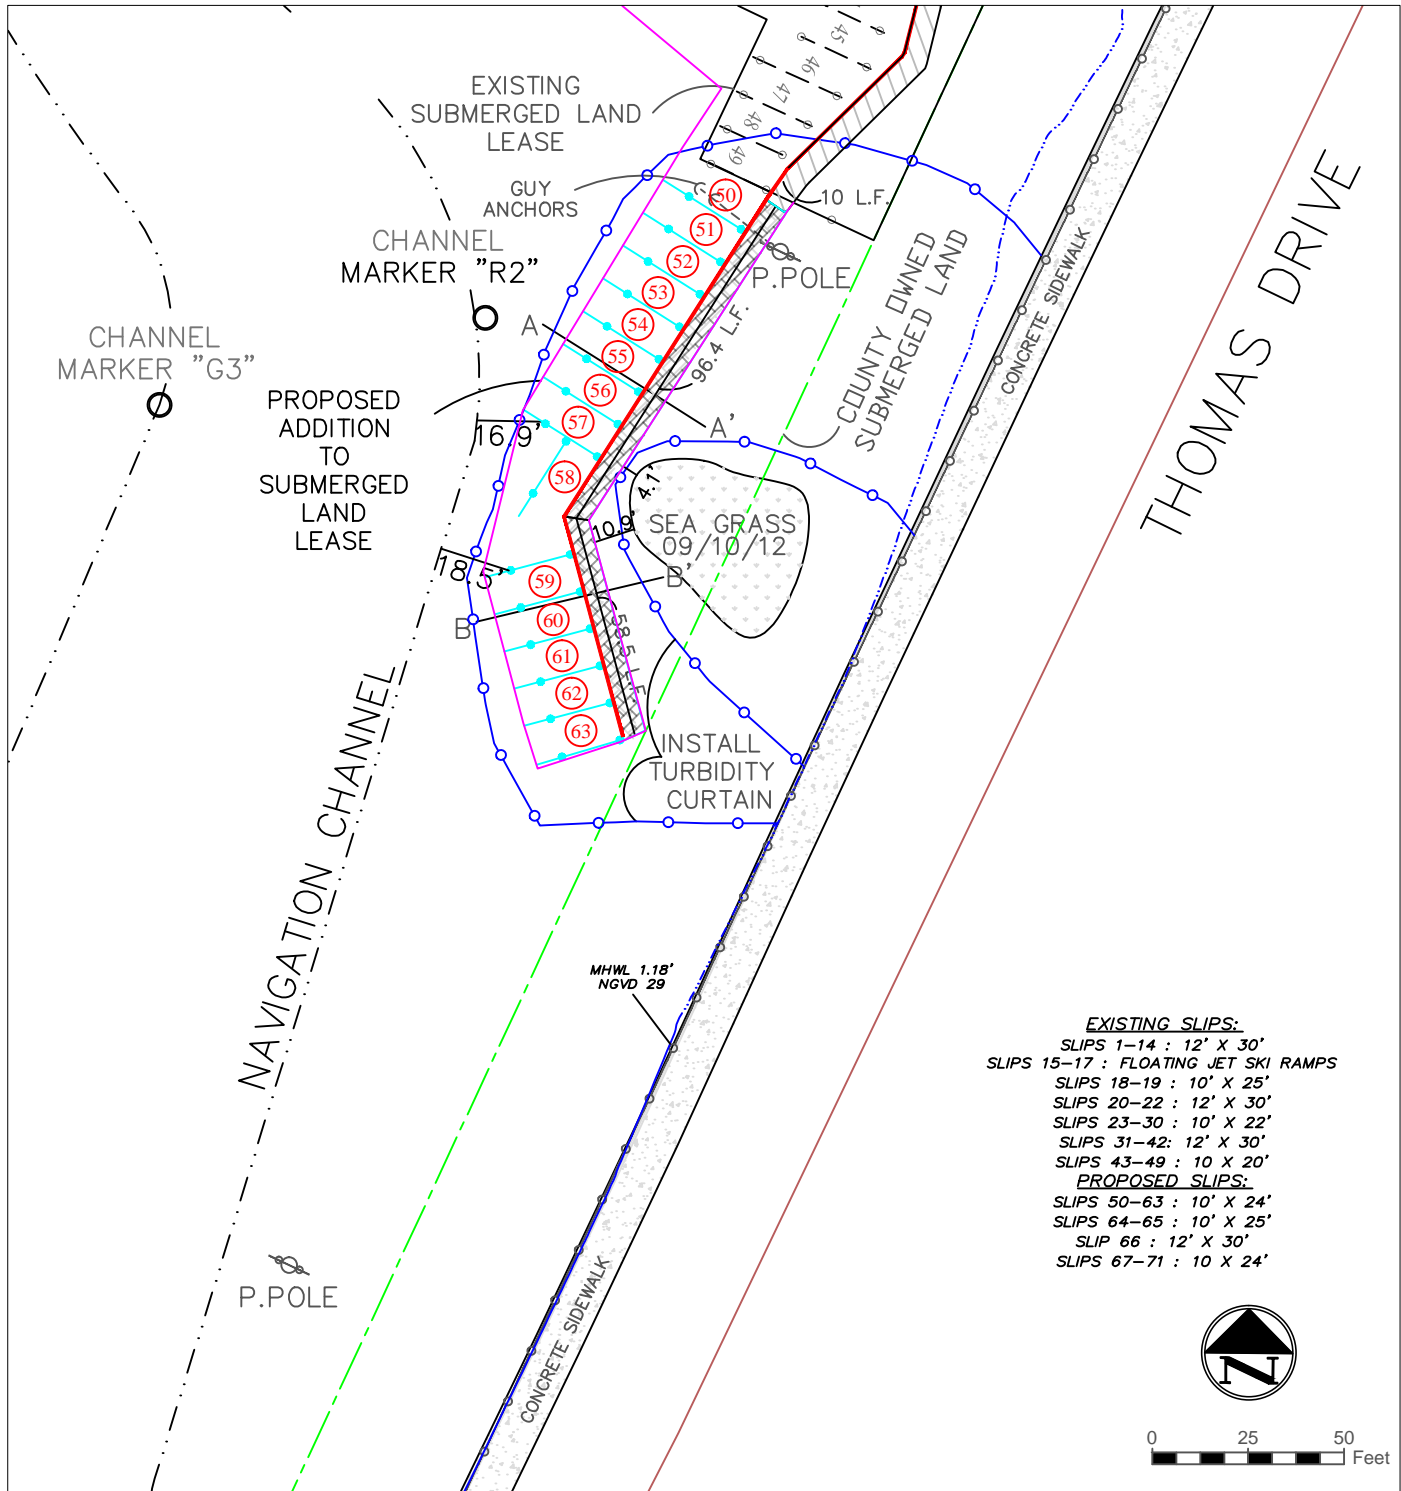 45
46
47
48
49
EXISTING
SUBMERGED LAND
LEASE
GUY
ANCHORS
50
10 L.F.
51
CHANNEL
MARKER "R2"
52
P.POLE
COUNTY OWNED
SUBMERGED LAND
CONCRETE SIDEWALK
THOMAS DRIVE
53
CHANNEL
MARKER "G3"
A
54
96.4 L.F.
55
56
PROPOSED
ADDITION
TO
SUBMERGED
LAND
LEASE
57
16.9'
A'
58
4.1'
10.9'
SEA GRASS
09/10/12
18.5'
59
B'
B
60
58.5 L.F.
61
62
63
INSTALL
TURBIDITY
CURTAIN
NAVIGATION CHANNEL
MHWL 1.18'
NGVD 29
EXISTING SLIPS:
SLIPS 1-14 : 12' X 30'
SLIPS 15-17 : FLOATING JET SKI RAMPS
SLIPS 18-19 : 10' X 25'
SLIPS 20-22 : 12' X 30'
SLIPS 23-30 : 10' X 22'
SLIPS 31-42: 12' X 30'
SLIPS 43-49 : 10 X 20'
PROPOSED SLIPS:
SLIPS 50-63 : 10' X 24'
SLIPS 64-65 : 10' X 25'
SLIP 66 : 12' X 30'
SLIPS 67-71 : 10 X 24'
P.POLE
CONCRETE SIDEWALK
N
0 25 50
Feet